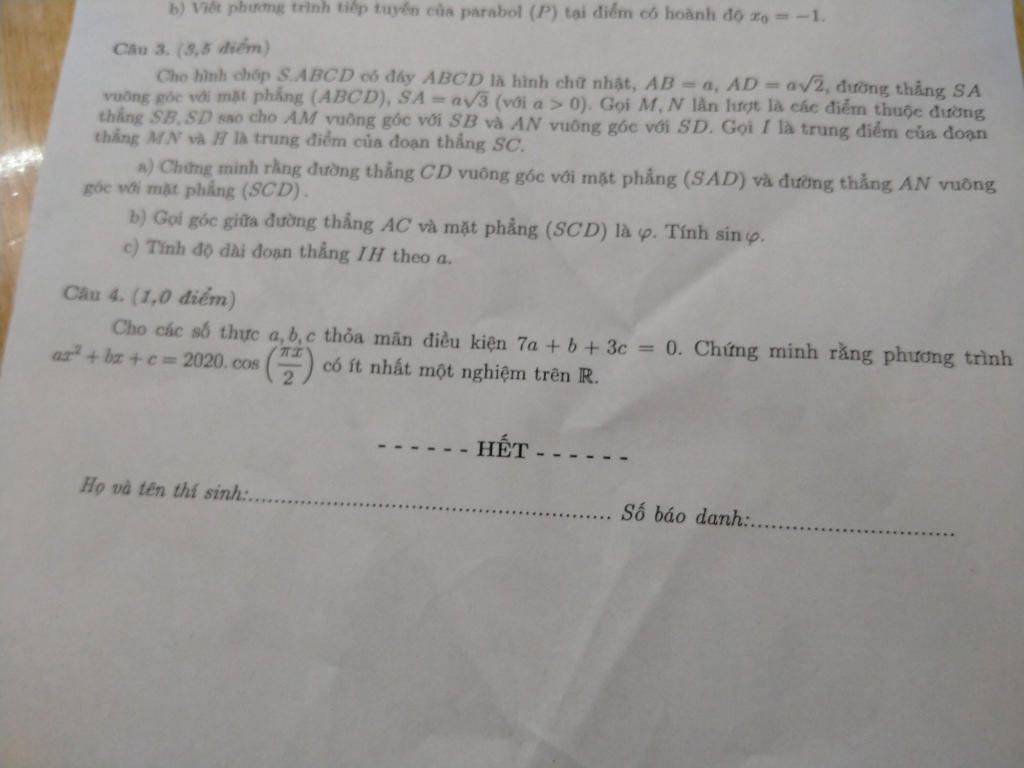 b) Viết phương trình tiếp tuyến của parabol (P) tại điểm có hoành độ x₀ = −1.
Câu 3. (3,5 điểm)
Cho hình chóp S.ABCD có đáy ABCD là hình chữ nhật, AB = a, AD = a√2, đường thẳng SA
vuông góc với mặt phẳng (ABCD), SA = a√3 (với a > 0). Gọi M, N lần lượt là các điểm thuộc đường
thẳng SB, SD sao cho AM vuông góc với SB và AN vuông góc với SD. Gọi I là trung điểm của đoạn
thẳng MN và H là trung điểm của đoạn thẳng SC.
a) Chứng minh rằng đường thẳng CD vuông góc với mặt phẳng (SAD) và đường thẳng AN vuông
góc với mặt phẳng (SCD).
b) Gọi góc giữa đường thẳng AC và mặt phẳng (SCD) là φ. Tính sin φ.
c) Tính độ dài đoạn thẳng IH theo a.
Câu 4. (1,0 điểm)
Cho các số thực a, b, c thỏa mãn điều kiện 7a + b + 3c = 0. Chứng minh rằng phương trình
ax² + bx + c = 2020. cos (πx/2) có ít nhất một nghiệm trên ℝ.
- - - - - - HẾT - - - - - -
Họ và tên thí sinh:....................................................... Số báo danh:...............................